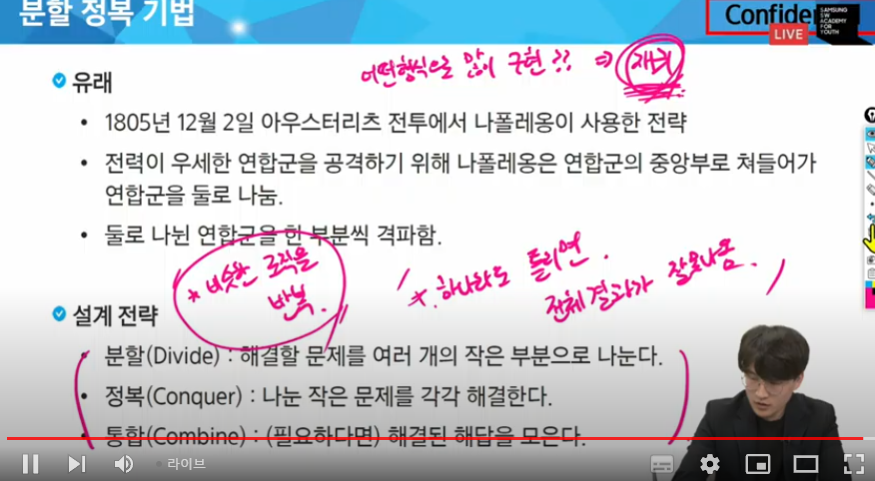 분할 정복 기법
Confide
SAMSUNG
SW
ACADEMY
FOR
YOUTH
LIVE
어떤형식으로 많이 구현?? ⇒ 재귀
유래
• 1805년 12월 2일 아우스터리츠 전투에서 나폴레옹이 사용한 전략
• 전력이 우세한 연합군을 공격하기 위해 나폴레옹은 연합군의 중앙부로 쳐들어가
연합군을 둘로 나눔.
• 둘로 나뉜 연합군을 한 부분씩 격파함.
* 비슷한 로직을
반복.
* 하나라도 틀리면.
전체결과가 잘못나옴.
설계 전략
• 분할(Divide) : 해결할 문제를 여러 개의 작은 부분으로 나눈다.
• 정복(Conquer) : 나눈 작은 문제를 각각 해결한다.
• 통합(Combine) : (필요하다면) 해결된 해답을 모은다.
라이브